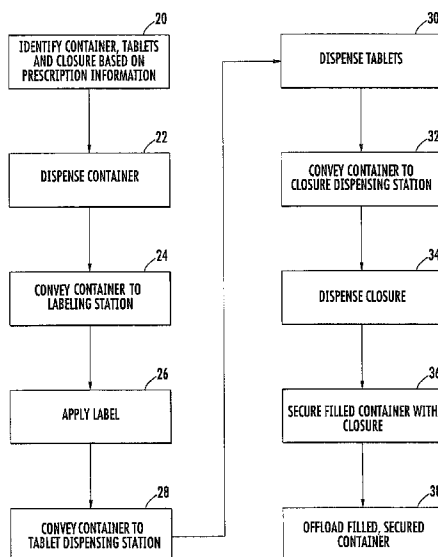 20
IDENTIFY CONTAINER, TABLETS
AND CLOSURE BASED ON
PRESCRIPTION INFORMATION
22
DISPENSE CONTAINER
24
CONVEY CONTAINER TO
LABELING STATION
26
APPLY LABEL
28
CONVEY CONTAINER TO
TABLET DISPENSING STATION
30
DISPENSE TABLETS
32
CONVEY CONTAINER TO
CLOSURE DISPENSING STATION
34
DISPENSE CLOSURE
36
SECURE FILLED CONTAINER WITH
CLOSURE
38
OFFLOAD FILLED, SECURED
CONTAINER